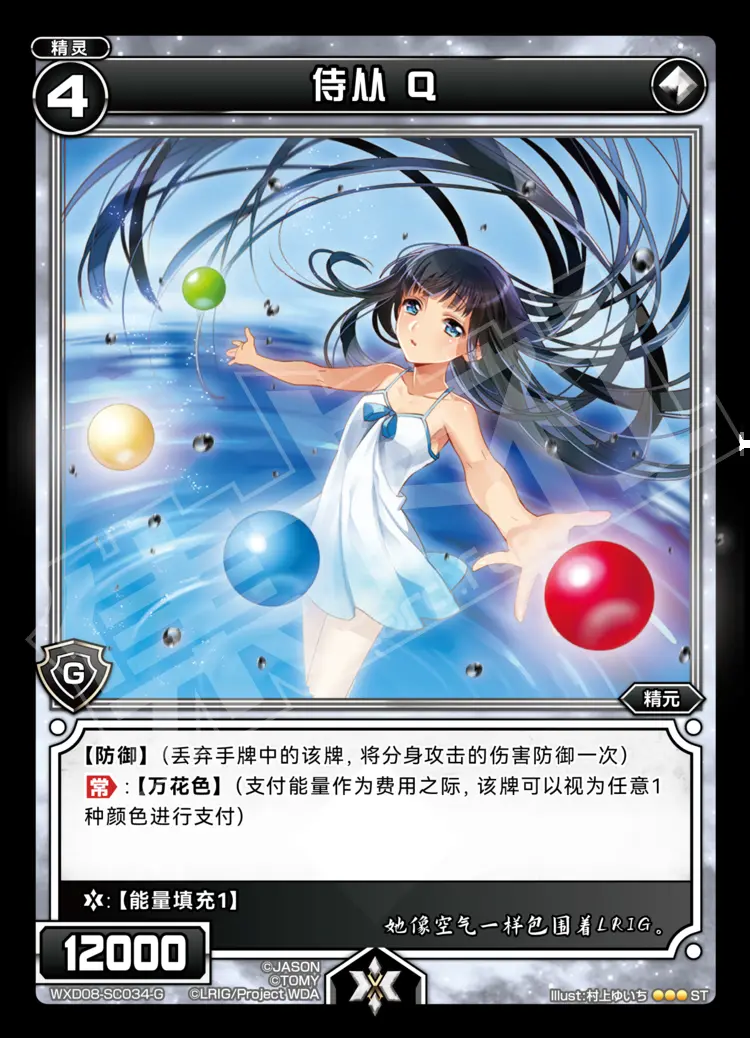 精灵
4
侍从 Q
G
精元
【防御】（丢弃手牌中的该牌，将分身攻击的伤害防御一次）
常：【万花色】（支付能量作为费用之际，该牌可以视为任意1
种颜色进行支付）
：【能量填充1】
她像空气一样包围着LRIG。
12000
©JASON
©TOMY
WXD08-SC034-G ©LRIG/Project WDA
Illust:村上ゆいち ST